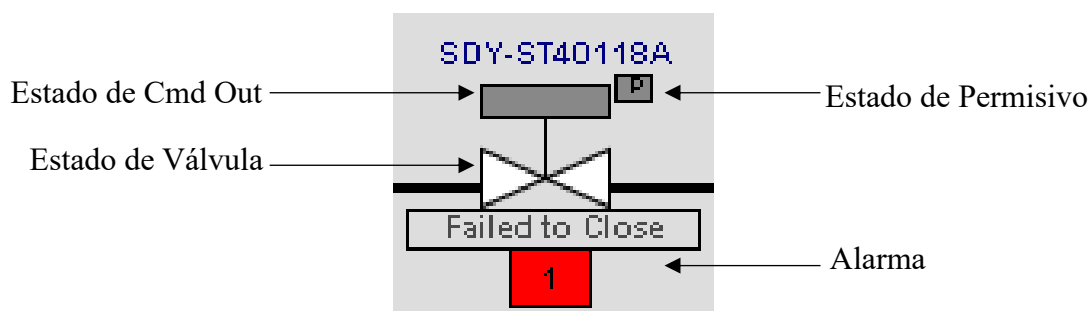 SDY-ST40118A
Estado de Cmd Out
P
Estado de Permisivo
Estado de Válvula
Failed to Close
1
Alarma